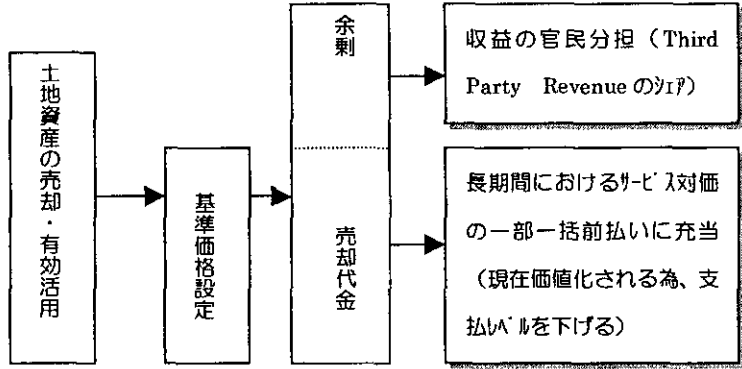 土地資産の売却・有効活用
基準価格設定
余剰
売却代金
収益の官民分担（Third
Party Revenue のｼｪｱ）
長期間におけるｻｰﾋﾞｽ対価
の一部一括前払いに充当
（現在価値化される為、支
払ﾚﾍﾞﾙを下げる）